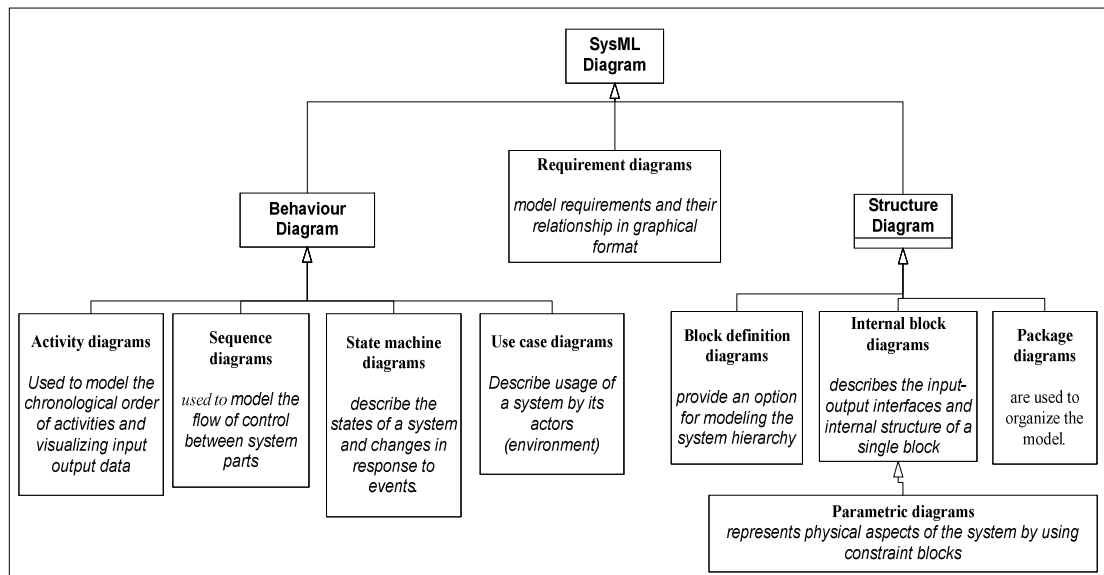 SysML
Diagram
Requirement diagrams
model requirements and their
relationship in graphical
format
Behaviour
Diagram
Structure
Diagram
Activity diagrams
Used to model the
chronological order
of activities and
visualizing input
output data
Sequence
diagrams
used to model the
flow of control
between system
parts
State machine
diagrams
describe the
states of a system
and changes in
response to
events.
Use case diagrams
Describe usage of
a system by its
actors
(environment)
Block definition
diagrams
provide an option
for modeling the
system hierarchy
Internal block
diagrams
describes the input-
output interfaces and
internal structure of a
single block
Package
diagrams
are used to
organize the
model.
Parametric diagrams
represents physical aspects of the system by using
constraint blocks